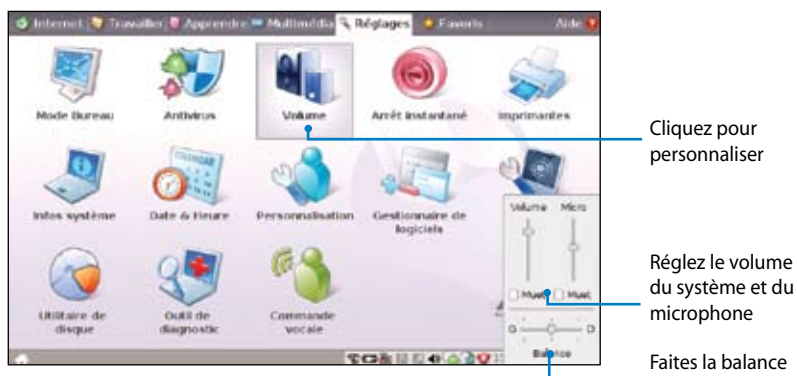 Internet Travailler Apprendre Multimédia Réglages Favoris Aide
Mode Bureau Antivirus Volume Arrêt instantané Imprimantes
Infos système Date & Heure Personnalisation Gestionnaire de
logiciels
Utilitaire de
disque
Outil de
diagnostic
Commande
vocale
Volume Micro
Muet Muet
G D
Balance
Cliquez pour
personnaliser
Réglez le volume
du système et du
microphone
Faites la balance